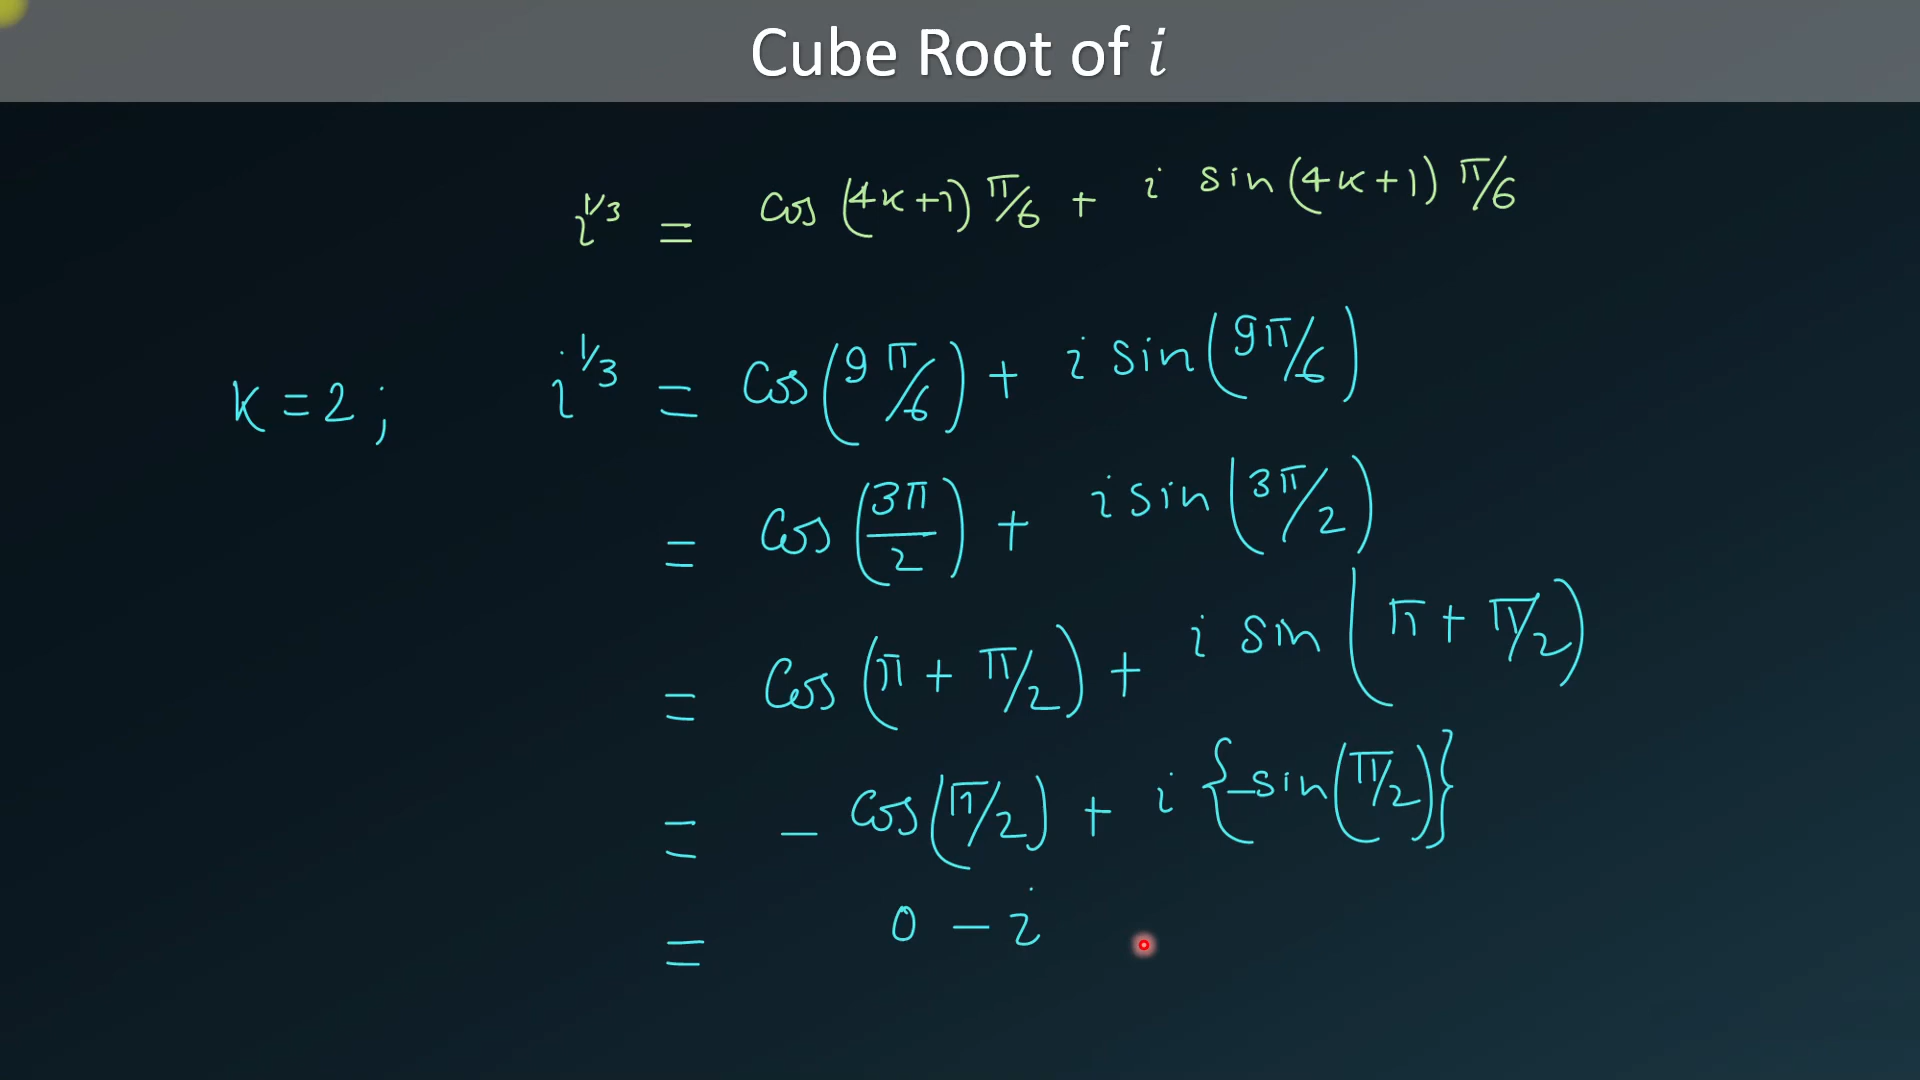 Cube Root of i
i^1/3 = cos (4k+1) π/6 + i sin (4k+1) π/6
k = 2 ; i^1/3 = cos (9 π/6) + i sin (9π/6)
= cos (3π/2) + i sin (3π/2)
= cos (π + π/2) + i sin (π + π/2)
= - cos (π/2) + i {-sin (π/2)}
= 0 - i